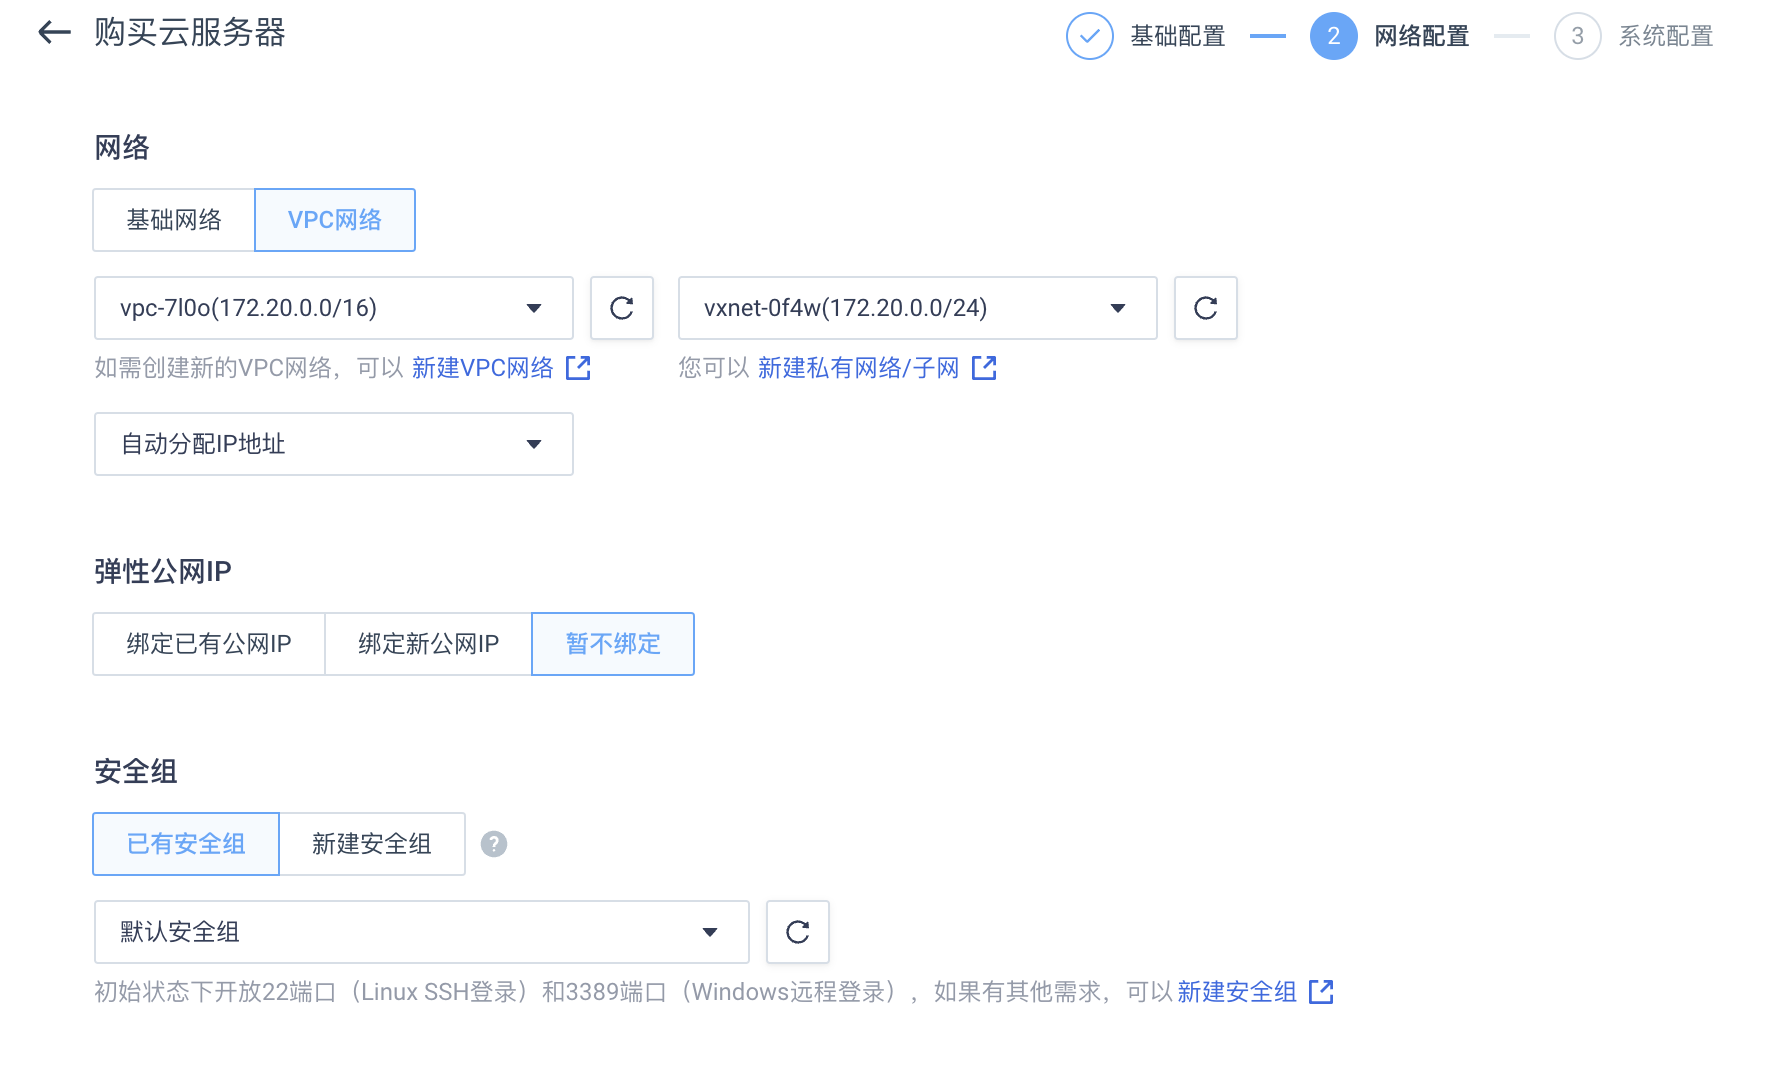 购买云服务器
基础配置
2 网络配置
3 系统配置
网络
基础网络 VPC网络
vpc-7l0o(172.20.0.0/16) vxnet-0f4w(172.20.0.0/24)
如需创建新的VPC网络，可以 新建VPC网络 您可以 新建私有网络/子网
自动分配IP地址
弹性公网IP
绑定已有公网IP 绑定新公网IP 暂不绑定
安全组
已有安全组 新建安全组 ?
默认安全组
初始状态下开放22端口（Linux SSH登录）和3389端口（Windows远程登录），如果有其他需求，可以 新建安全组